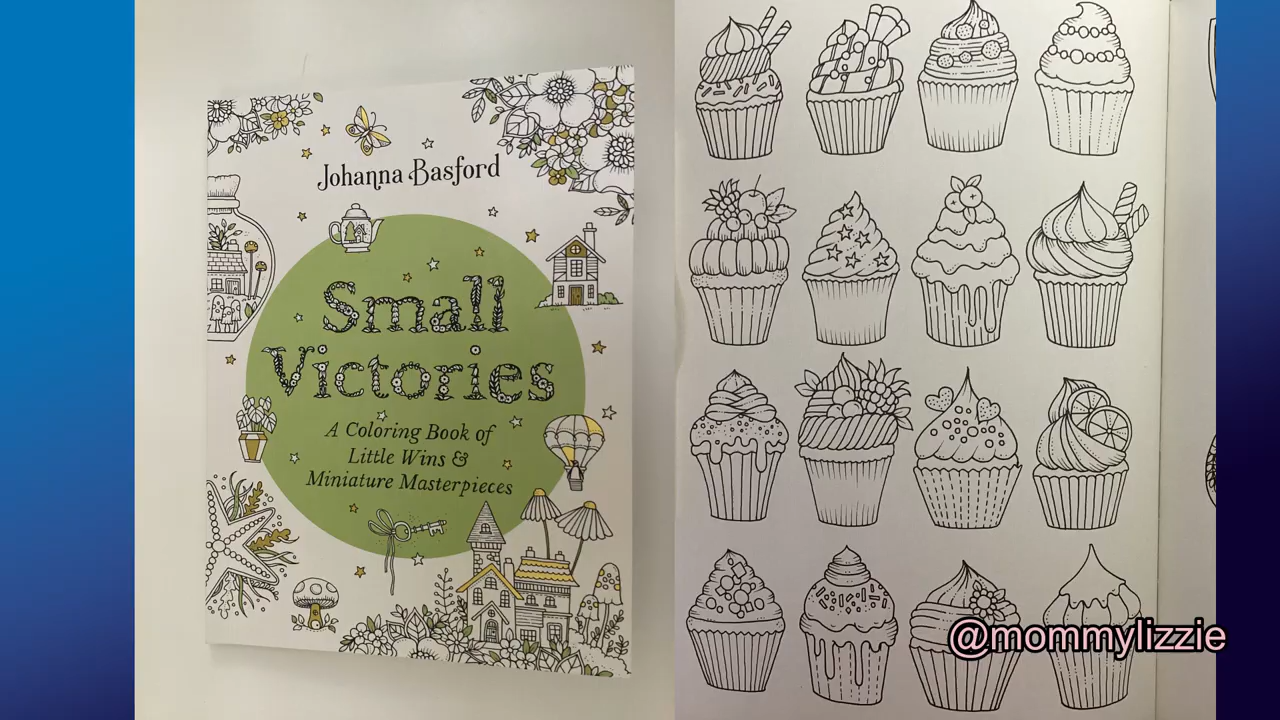 Johanna Basford
Small
Victories
A Coloring Book of
Little Wins &
Miniature Masterpieces
@mommylizzie